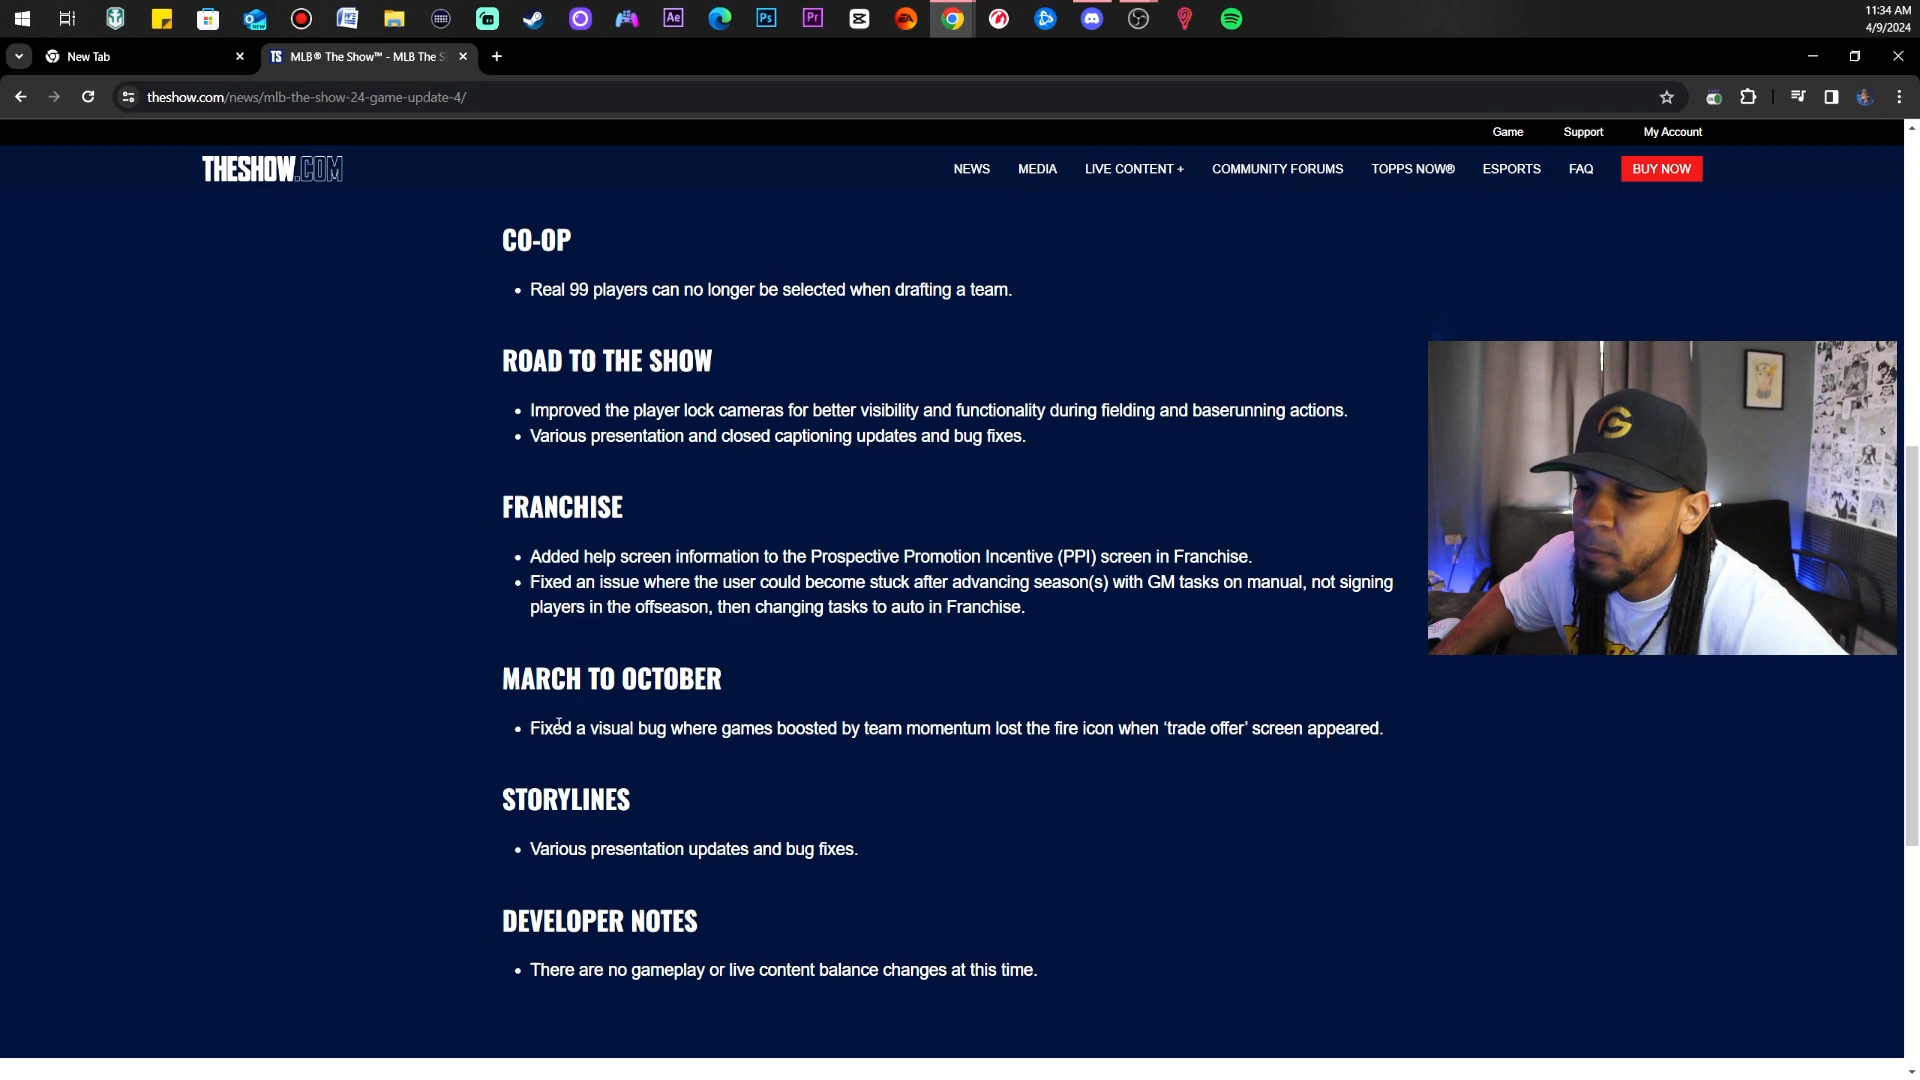 11:34 AM
4/9/2024
New Tab
MLB® The Show™ - MLB The S
theshow.com/news/mlb-the-show-24-game-update-4/
Game Support My Account
THESHOW.COM NEWS MEDIA LIVE CONTENT + COMMUNITY FORUMS TOPPS NOW® ESPORTS FAQ BUY NOW
CO-OP
• Real 99 players can no longer be selected when drafting a team.
ROAD TO THE SHOW
• Improved the player lock cameras for better visibility and functionality during fielding and baserunning actions.
• Various presentation and closed captioning updates and bug fixes.
FRANCHISE
• Added help screen information to the Prospective Promotion Incentive (PPI) screen in Franchise.
• Fixed an issue where the user could become stuck after advancing season(s) with GM tasks on manual, not signing
players in the offseason, then changing tasks to auto in Franchise.
MARCH TO OCTOBER
• Fixed a visual bug where games boosted by team momentum lost the fire icon when ‘trade offer’ screen appeared.
STORYLINES
• Various presentation updates and bug fixes.
DEVELOPER NOTES
• There are no gameplay or live content balance changes at this time.